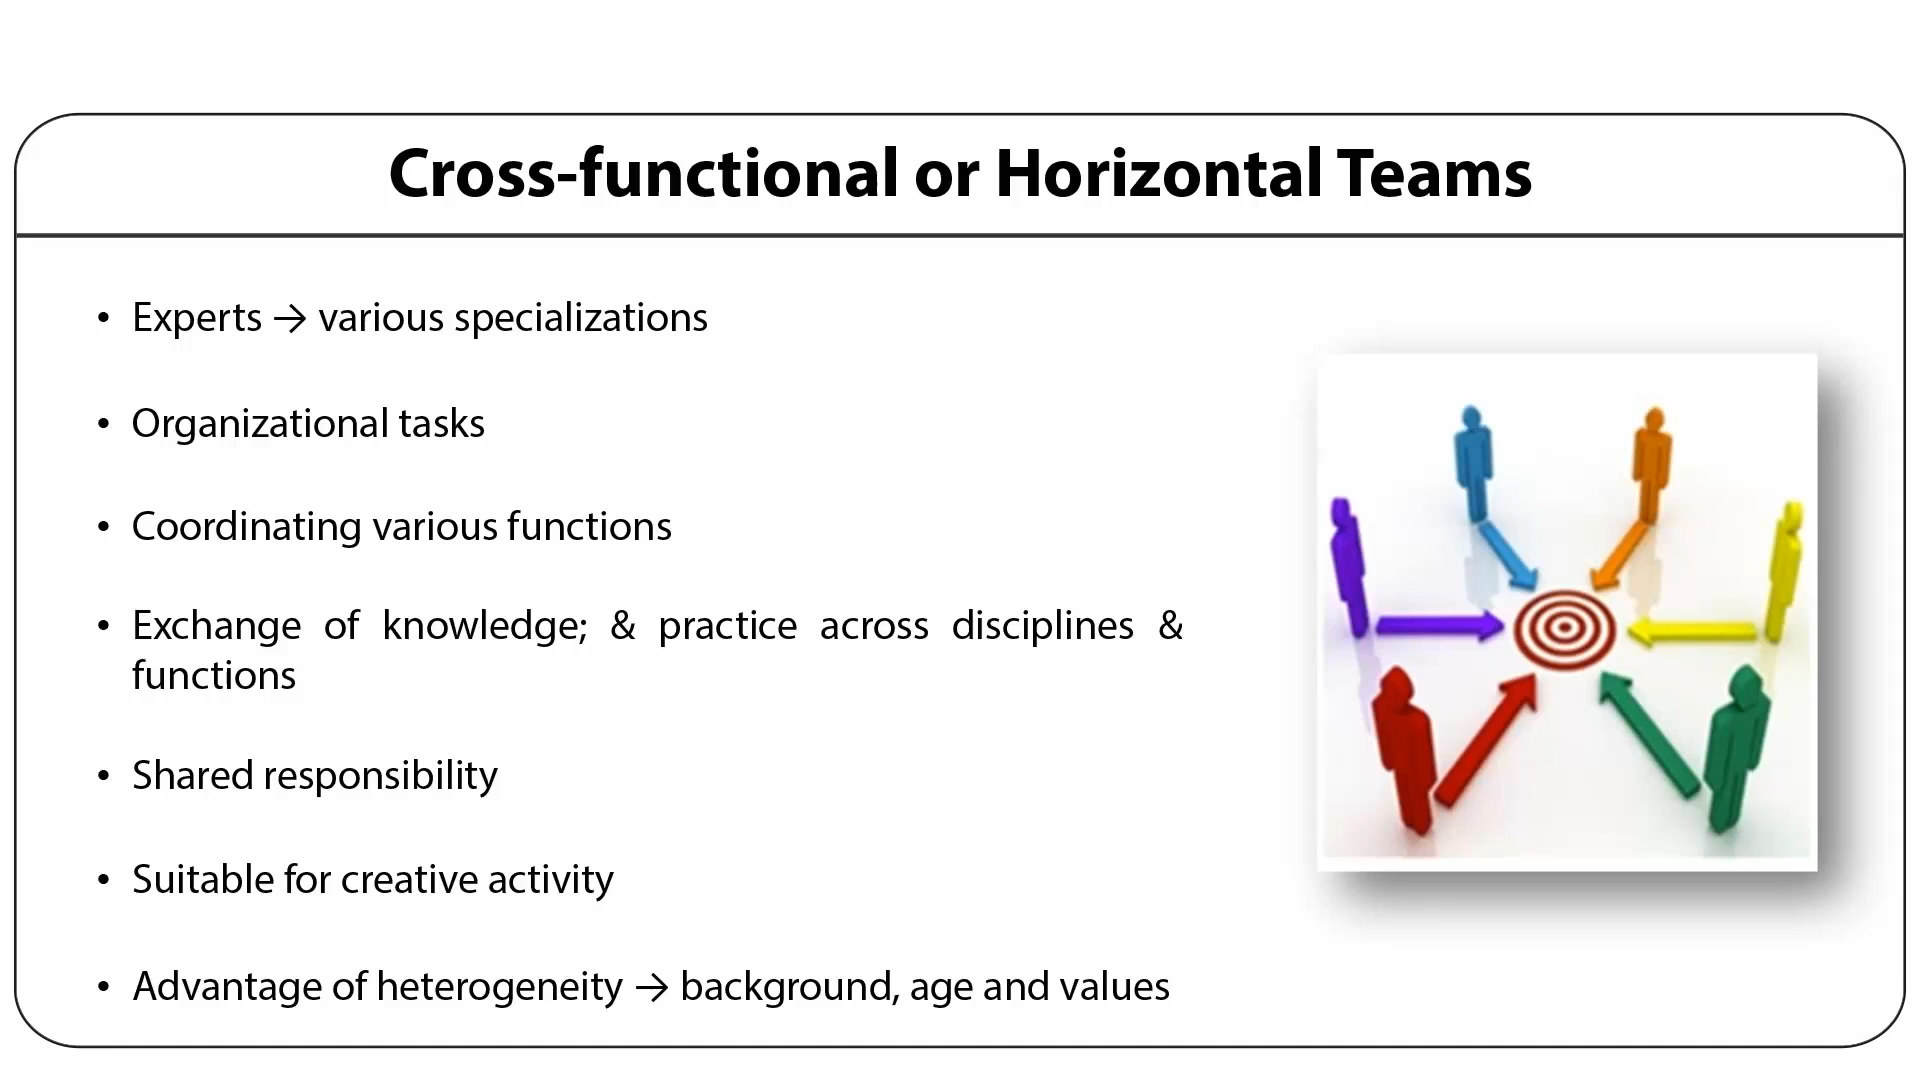 Cross-functional or Horizontal Teams
• Experts → various specializations
• Organizational tasks
• Coordinating various functions
• Exchange of knowledge; & practice across disciplines &
functions
• Shared responsibility
• Suitable for creative activity
• Advantage of heterogeneity → background, age and values